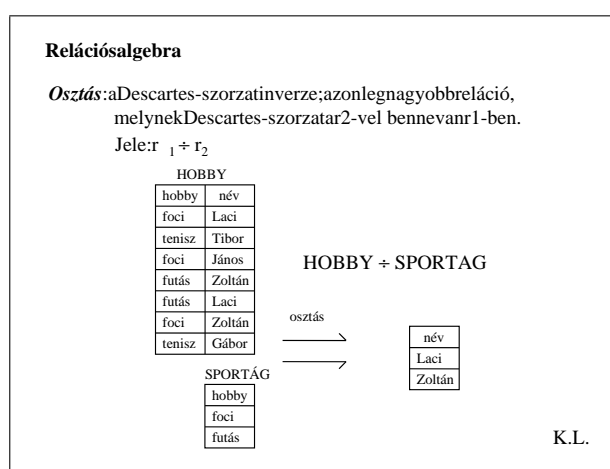 Relációsalgebra
Osztás:aDescartes-szorzatinverze;azonlegnagyobbreláció,
melynekDescartes-szorzatar2-vel bennevanr1-ben.
Jele:r 1 ÷ r2
HOBBY
hobby név
foci Laci
tenisz Tibor
foci János
futás Zoltán
futás Laci
foci Zoltán
tenisz Gábor
HOBBY ÷ SPORTAG
osztás
név
Laci
Zoltán
SPORTÁG
hobby
foci
futás
K.L.